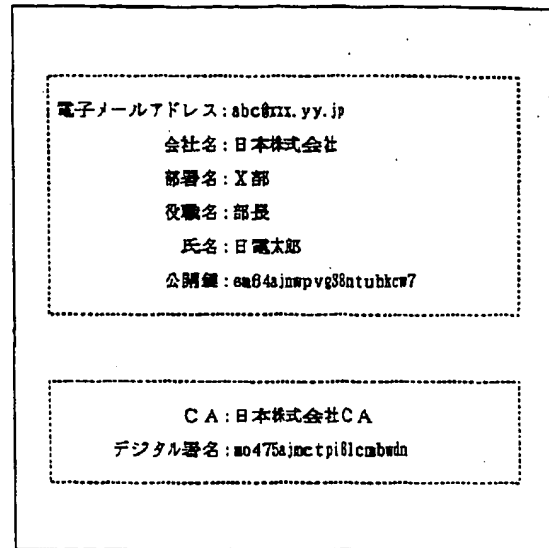 電子メールアドレス:abc@xxx.yy.jp
会社名:日本株式会社
部署名:X部
役職名:部長
氏名:日電太郎
公開鍵:em64ajnwpvg38ntubkcw7
CA:日本株式会社CA
デジタル署名:mo475ajmctpi8lcmbwdn